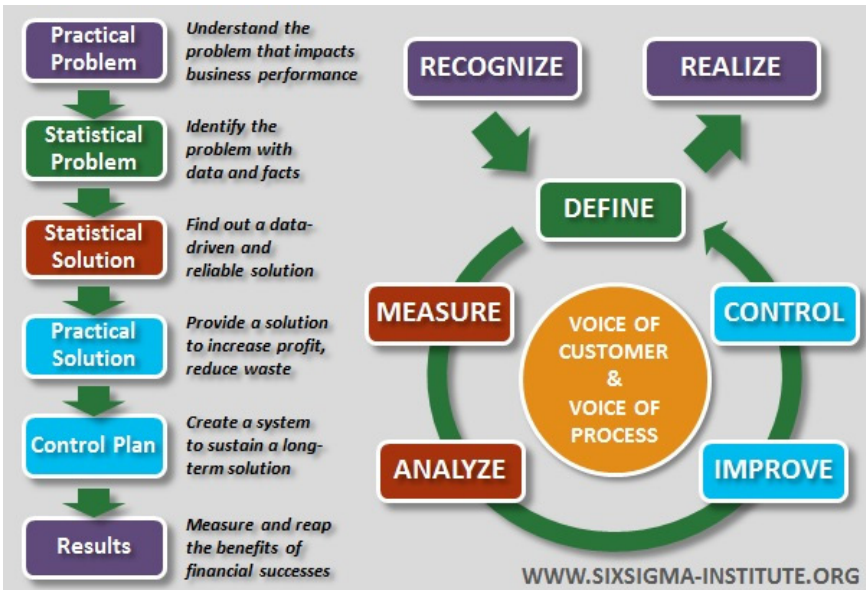 Practical
Problem
Understand the
problem that impacts
business performance
Statistical
Problem
Identify the
problem with
data and facts
Statistical
Solution
Find out a data-
driven and
reliable solution
Practical
Solution
Provide a solution
to increase profit,
reduce waste
Control Plan
Create a system
to sustain a long-
term solution
Results
Measure and reap
the benefits of
financial successes
RECOGNIZE
REALIZE
DEFINE
MEASURE
CONTROL
VOICE OF
CUSTOMER
&
VOICE OF
PROCESS
ANALYZE
IMPROVE
WWW.SIXSIGMA-INSTITUTE.ORG